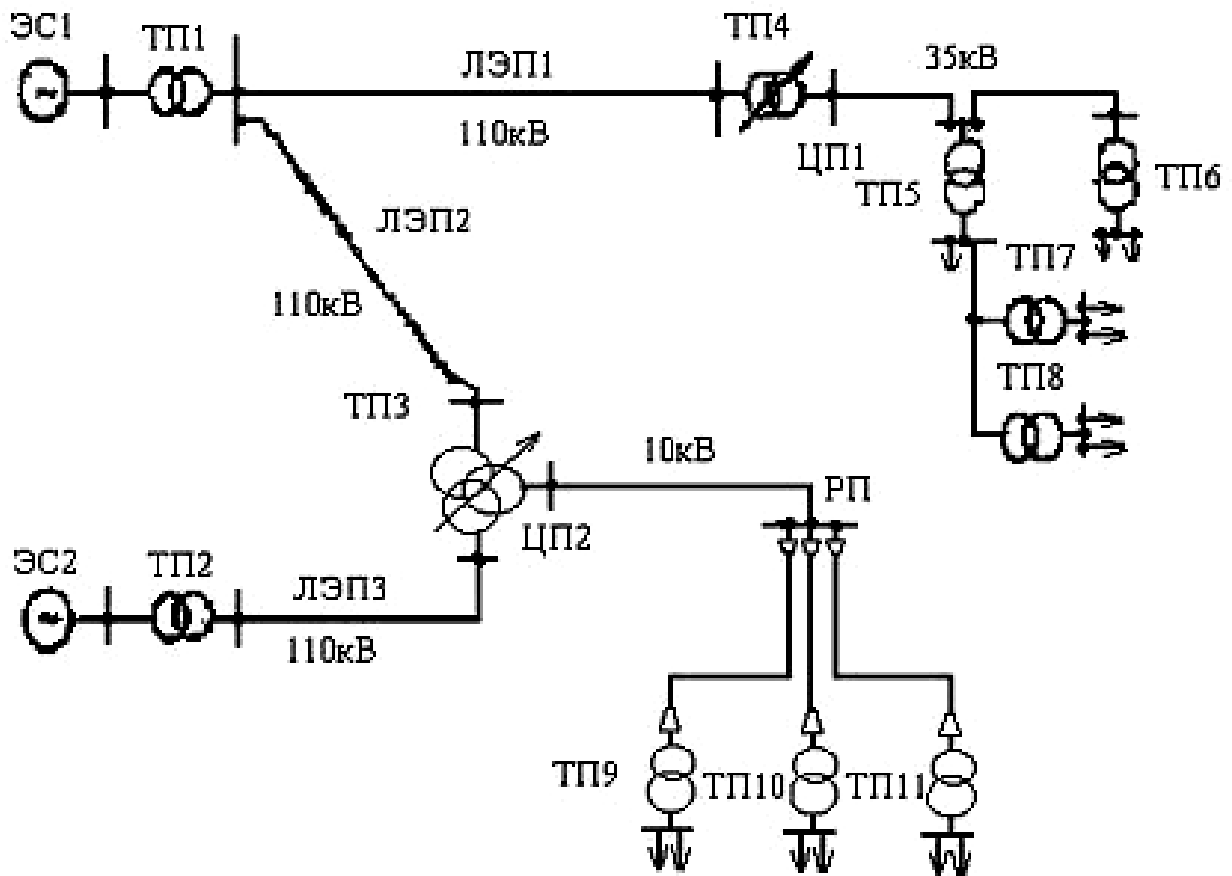 ЭС1
ТП1
ЛЭП1
110кВ
ТП4
35кВ
ЦП1
ТП5
ТП6
ЛЭП2
110кВ
ТП7
ТП8
ТП3
10кВ
РП
ЦП2
ЭС2
ТП2
ЛЭП3
110кВ
ТП9
ТП10
ТП11